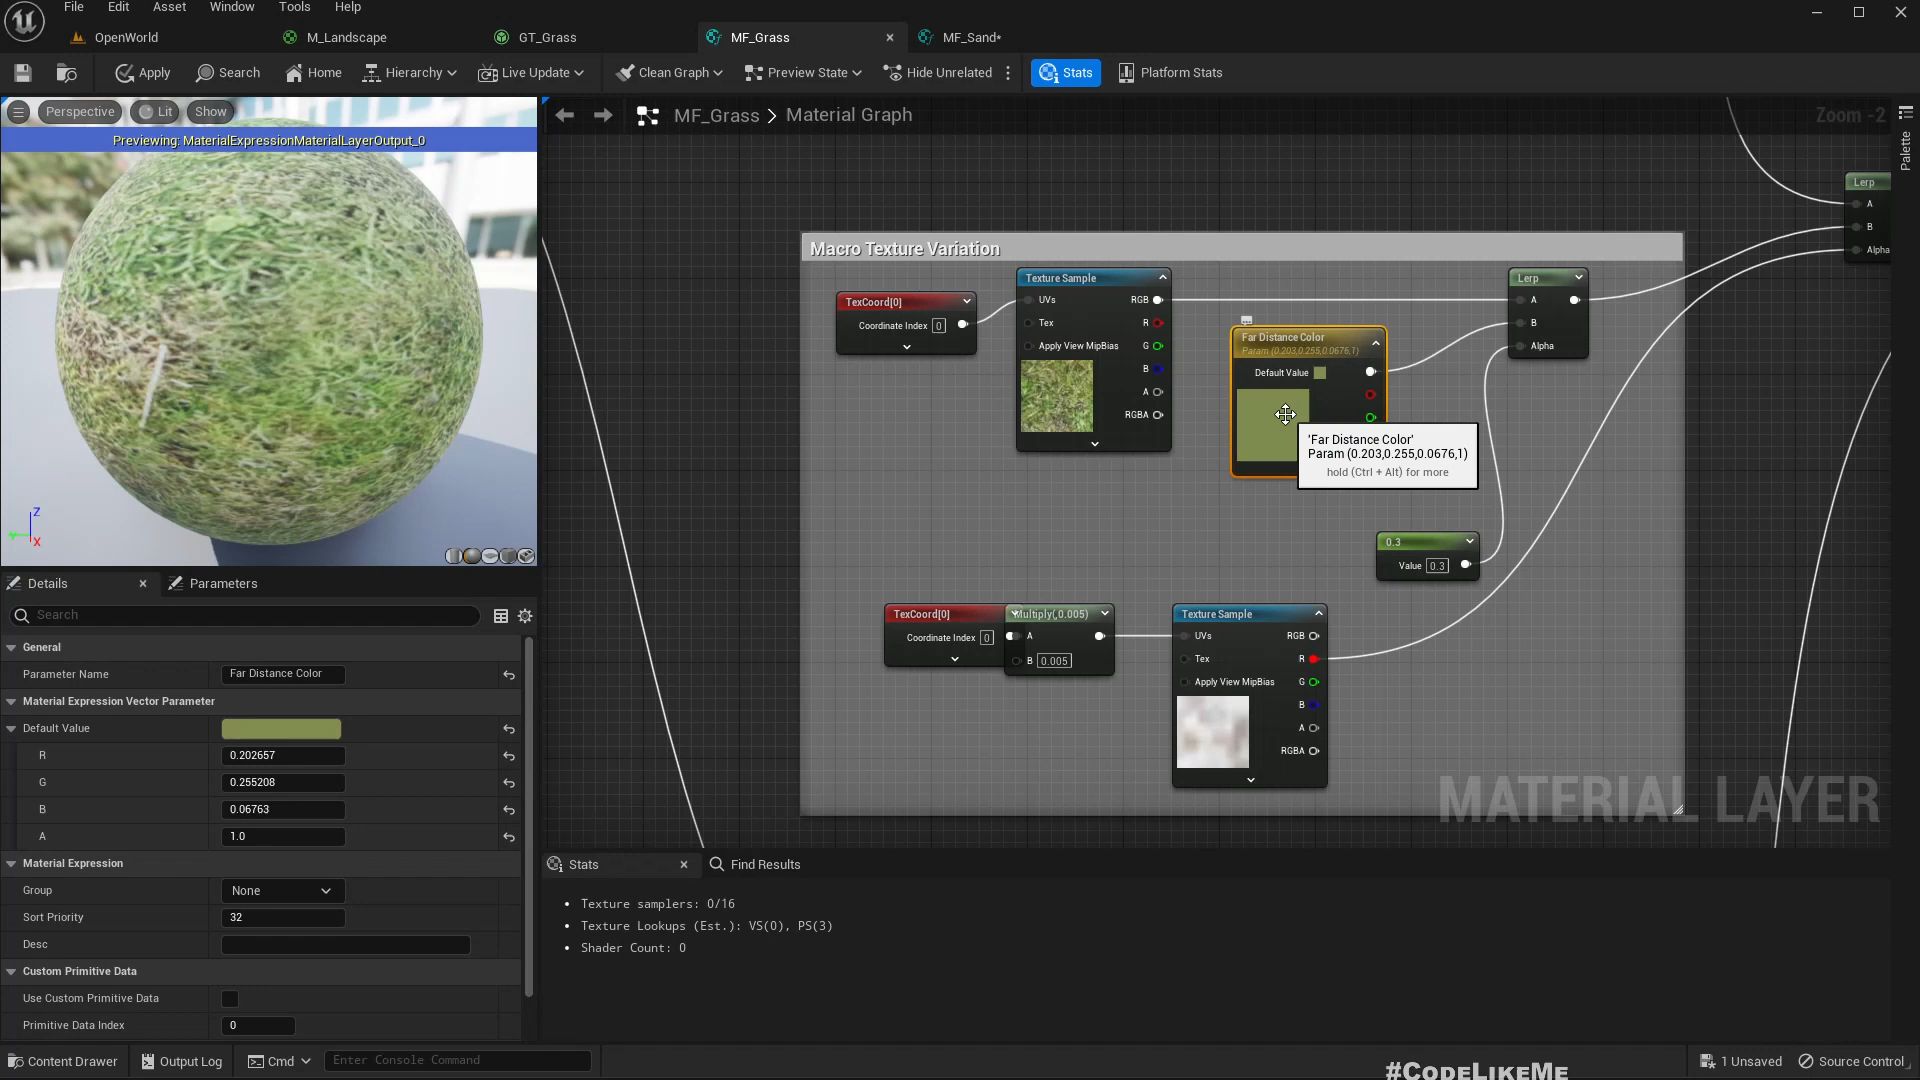 File Edit Asset Window Tools Help
OpenWorld M_Landscape GT_Grass MF_Grass MF_Sand*
Apply Search Home Hierarchy Live Update Clean Graph Preview State Hide Unrelated Stats Platform Stats
Perspective Lit Show
Previewing: MaterialExpressionMaterialLayerOutput_0
MF_Grass > Material Graph
Zoom -2
Palette
Lerp
A
B
Alpha
Macro Texture Variation
TexCoord[0]
Coordinate Index 0
Texture Sample
UVs RGB
Tex R
Apply View MipBias G
B
A
RGBA
Far Distance Color
Param (0.203,0.255,0.0676,1)
Default Value
Lerp
A
B
Alpha
'Far Distance Color'
Param (0.203,0.255,0.0676,1)
hold (Ctrl + Alt) for more
0.3
Value 0.3
TexCoord[0]
Coordinate Index 0
Multiply(,0.005)
A
B 0.005
Texture Sample
UVs RGB
Tex R
Apply View MipBias G
B
A
RGBA
MATERIAL LAYER
Z
X
Details Parameters
Search
General
Parameter Name Far Distance Color
Material Expression Vector Parameter
Default Value
R 0.202657
G 0.255208
B 0.06763
A 1.0
Material Expression
Group None
Sort Priority 32
Desc
Custom Primitive Data
Use Custom Primitive Data
Primitive Data Index 0
Stats Find Results
Texture samplers: 0/16
Texture Lookups (Est.): VS(0), PS(3)
Shader Count: 0
Content Drawer Output Log Cmd Enter Console Command
1 Unsaved Source Control
#CodeLikeMe